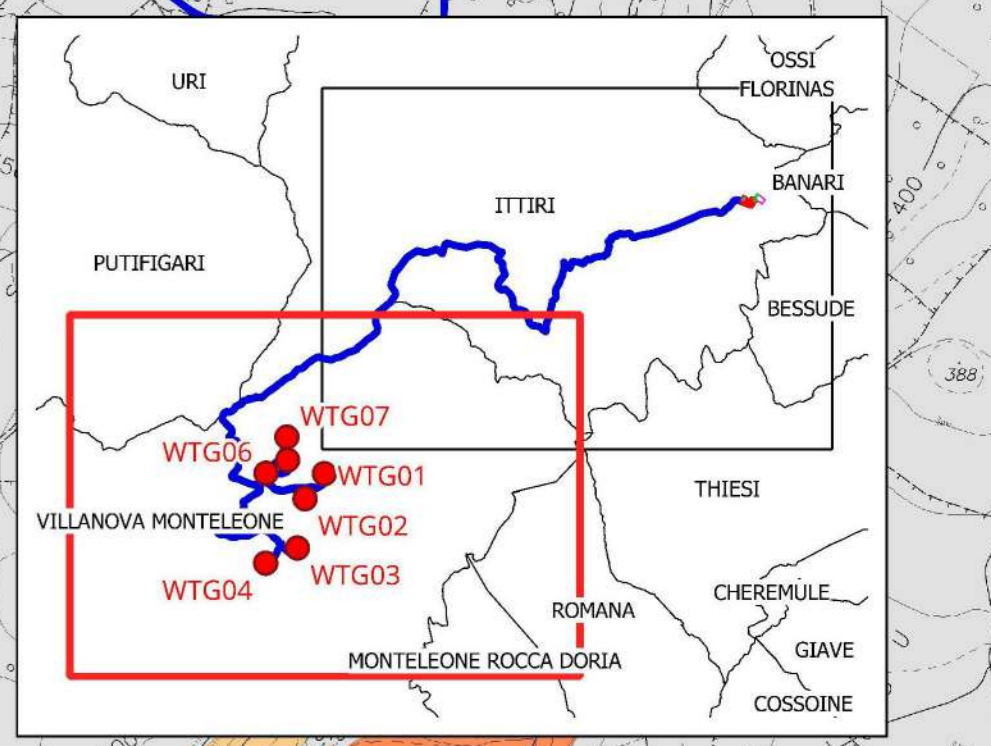 OSSI
URI
FLORINAS
BANARI
400
ITTIRI
PUTIFIGARI
BESSUDE
388
WTG07
WTG06
WTG01
THIESI
VILLANOVA MONTELEONE
WTG02
WTG03
WTG04
CHEREMULE
ROMANA
GIAVE
MONTELEONE ROCCA DORIA
COSSOINE